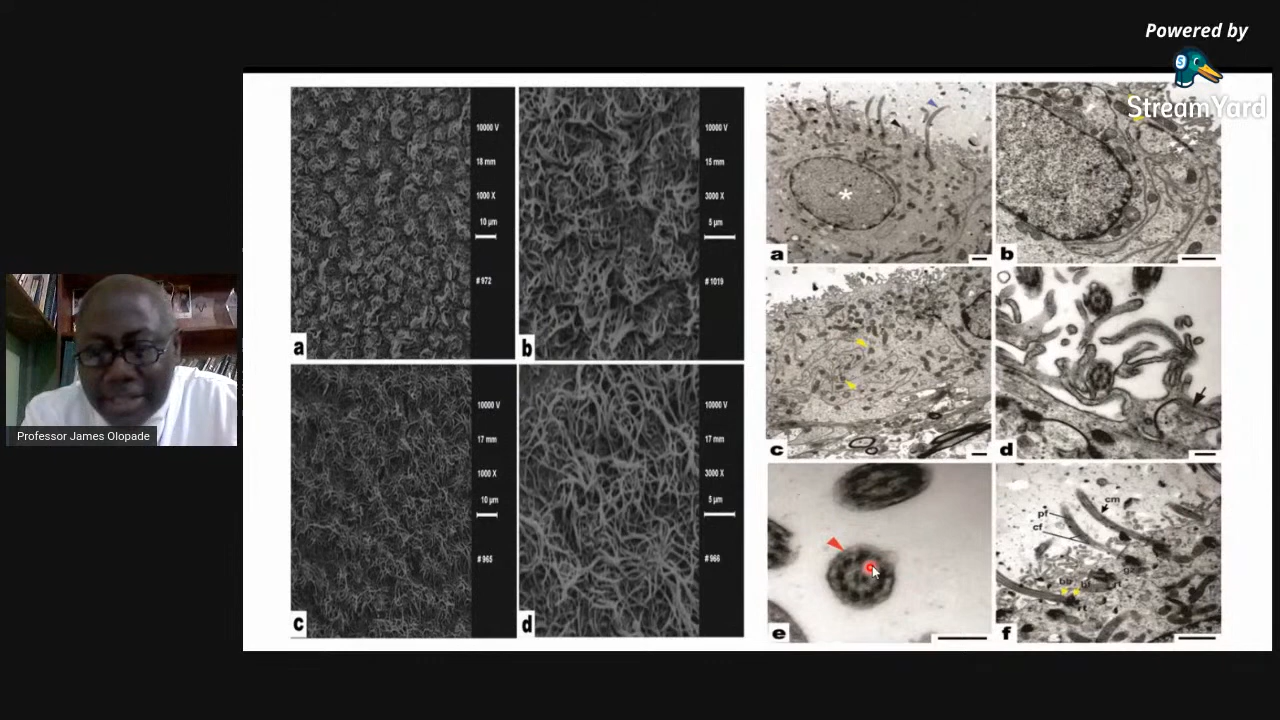 Powered by
StreamYard
Professor James Olopade
10000 V
18 mm
1000 X
10 µm
# 972
a
10000 V
15 mm
3000 X
5 µm
# 1019
b
10000 V
17 mm
1000 X
10 µm
# 965
c
10000 V
17 mm
3000 X
5 µm
# 966
d
*
a
b
c
d
e
cm
pf
cf
bb
f